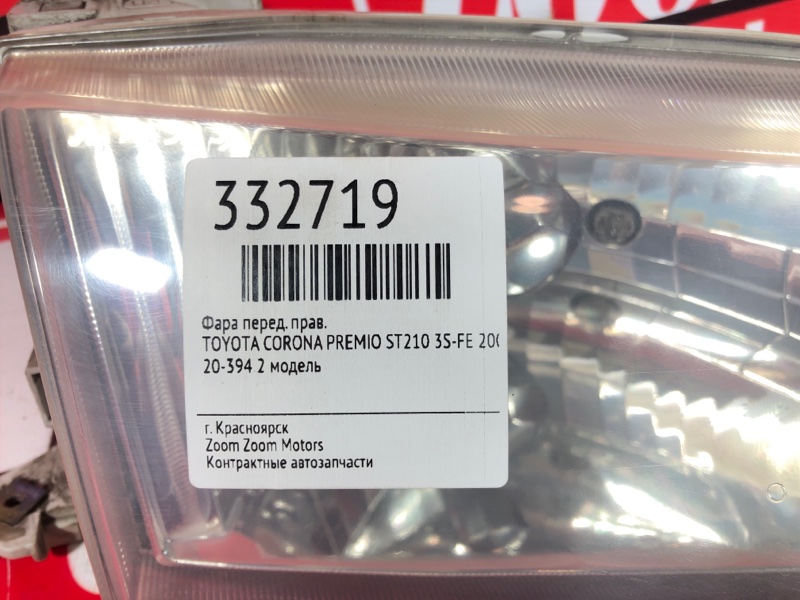 332719
Фара перед. прав.
TOYOTA CORONA PREMIO ST210 3S-FE
20-394 2 модель
г. Красноярск
Zoom Zoom Motors
Контрактные автозапчасти